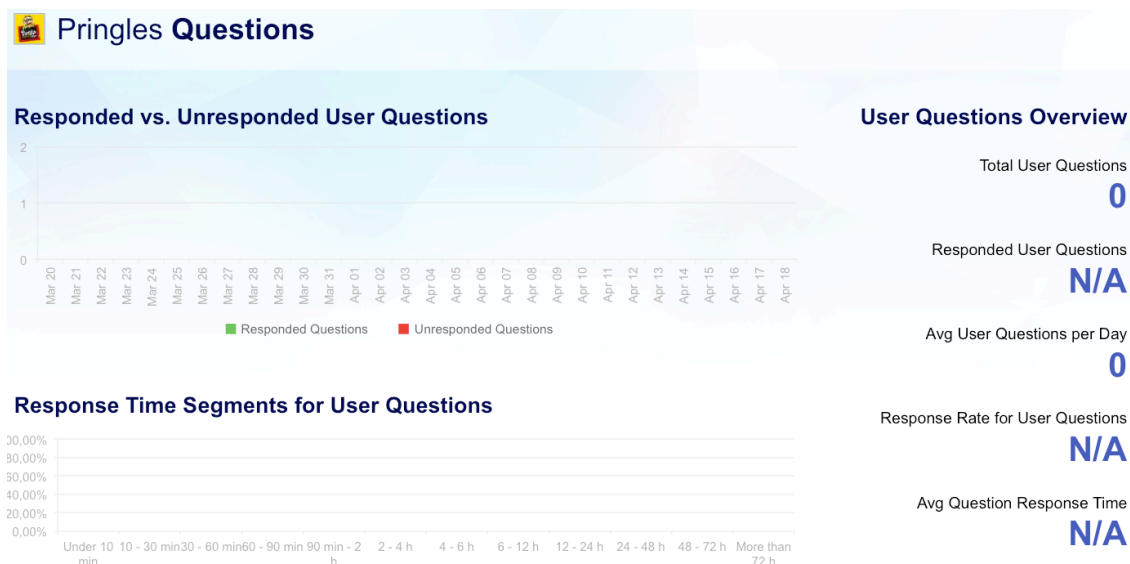 Pringles Questions
Responded vs. Unresponded User Questions
2
1
0
Mar 20
Mar 21
Mar 22
Mar 23
Mar 24
Mar 25
Mar 26
Mar 27
Mar 28
Mar 29
Mar 30
Mar 31
Apr 01
Apr 02
Apr 03
Apr 04
Apr 05
Apr 06
Apr 07
Apr 08
Apr 09
Apr 10
Apr 11
Apr 12
Apr 13
Apr 14
Apr 15
Apr 16
Apr 17
Apr 18
Responded Questions
Unresponded Questions
User Questions Overview
Total User Questions
0
Responded User Questions
N/A
Avg User Questions per Day
0
Response Rate for User Questions
N/A
Avg Question Response Time
N/A
Response Time Segments for User Questions
00,00%
80,00%
60,00%
40,00%
20,00%
0,00%
Under 10
min
10 - 30 min
30 - 60 min
60 - 90 min
90 min - 2
h
2 - 4 h
4 - 6 h
6 - 12 h
12 - 24 h
24 - 48 h
48 - 72 h
More than
72 h